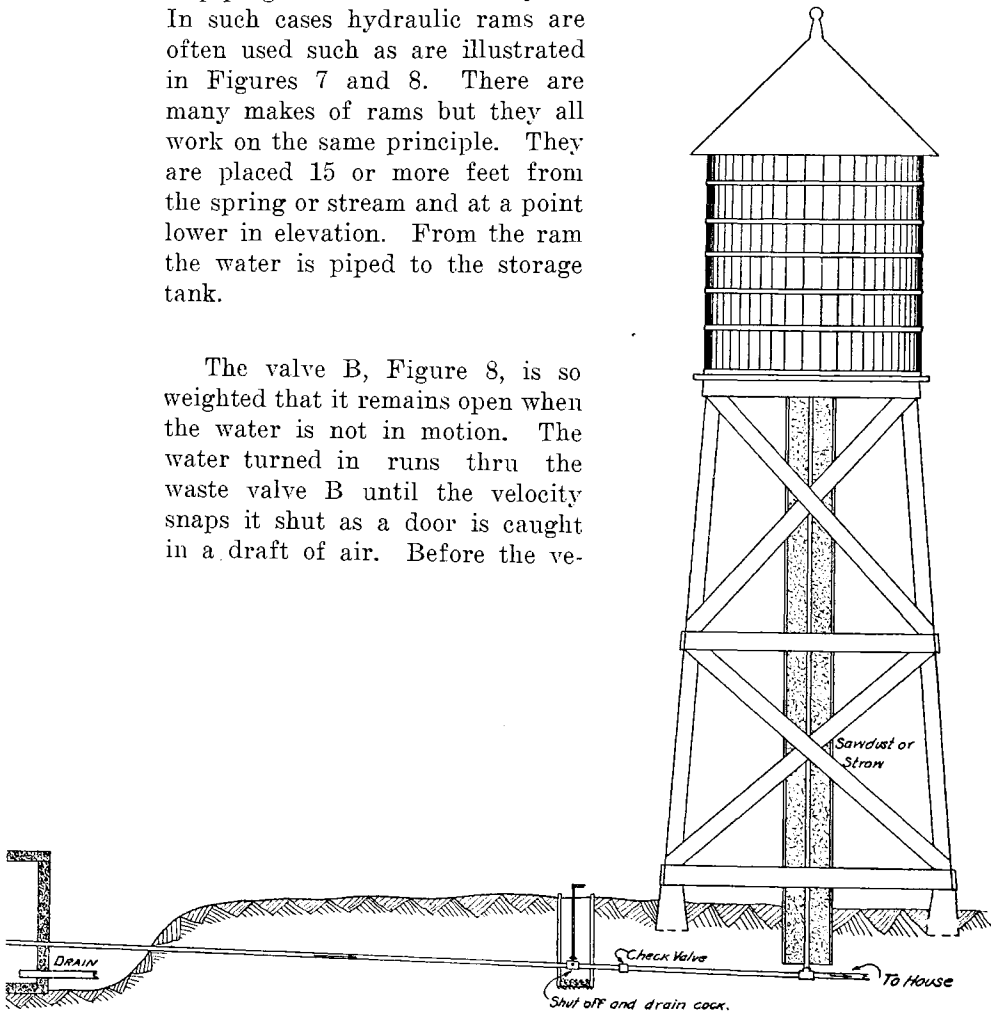 In such cases hydraulic rams are
often used such as are illustrated
in Figures 7 and 8. There are
many makes of rams but they all
work on the same principle. They
are placed 15 or more feet from
the spring or stream and at a point
lower in elevation. From the ram
the water is piped to the storage
tank.
The valve B, Figure 8, is so
weighted that it remains open when
the water is not in motion. The
water turned in runs thru the
waste valve B until the velocity
snaps it shut as a door is caught
in a draft of air. Before the ve-
Sawdust or
Straw
DRAIN
Check Valve
To House
Shut off and drain cock.